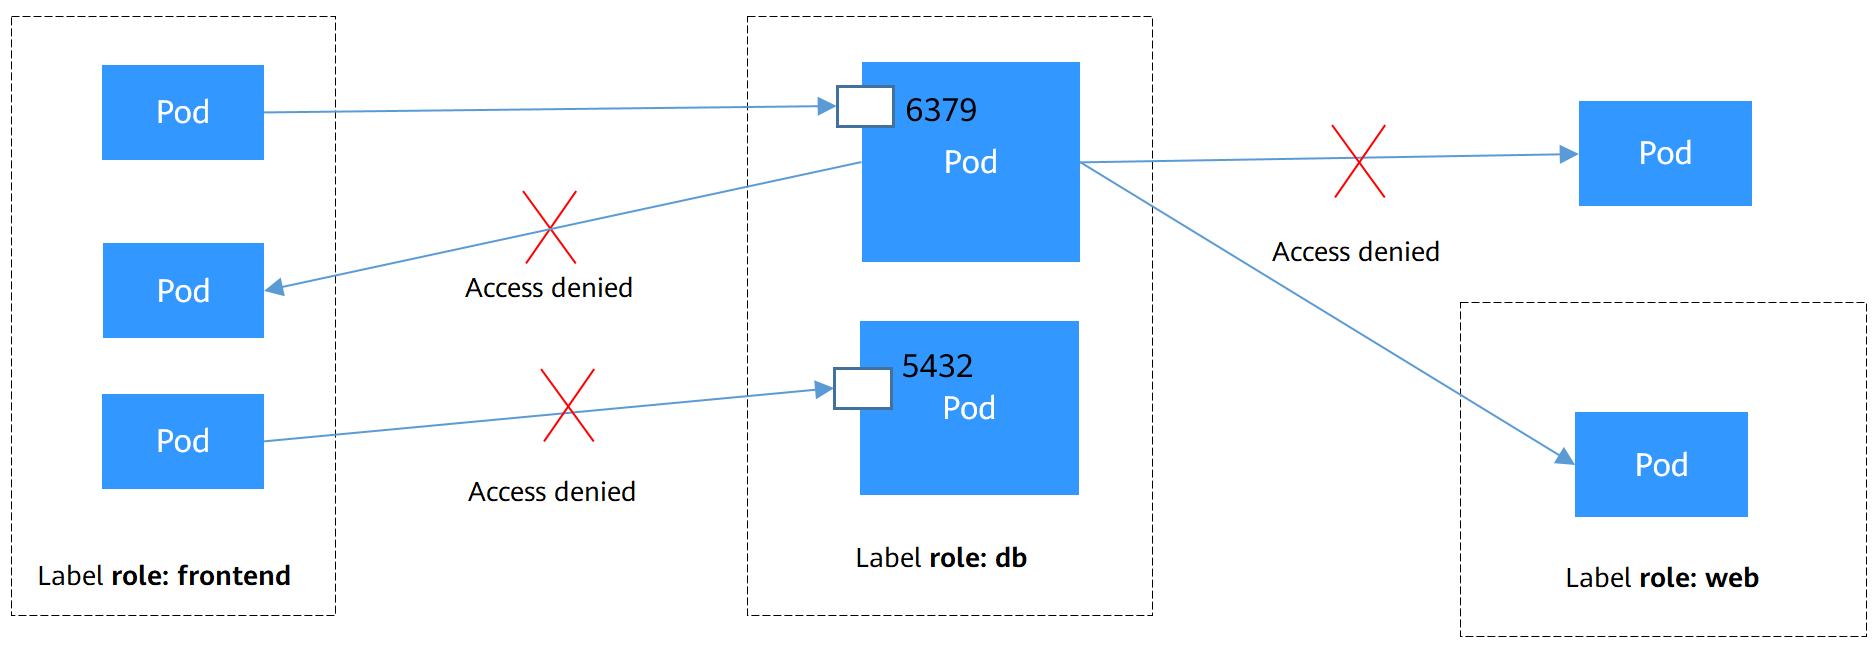 Pod
Pod
Access denied
Pod
Access denied
Label role: frontend
6379
Pod
5432
Pod
Label role: db
Pod
Access denied
Pod
Label role: web